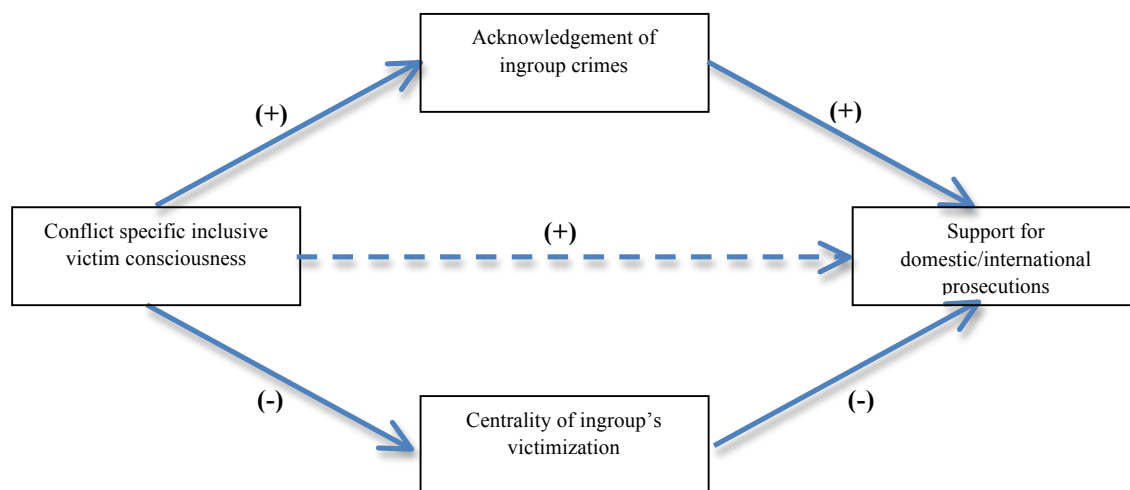 Acknowledgement of
ingroup crimes
(+)
(+)
Conflict specific inclusive
victim consciousness
(+)
Support for
domestic/international
prosecutions
(-)
(-)
Centrality of ingroup’s
victimization